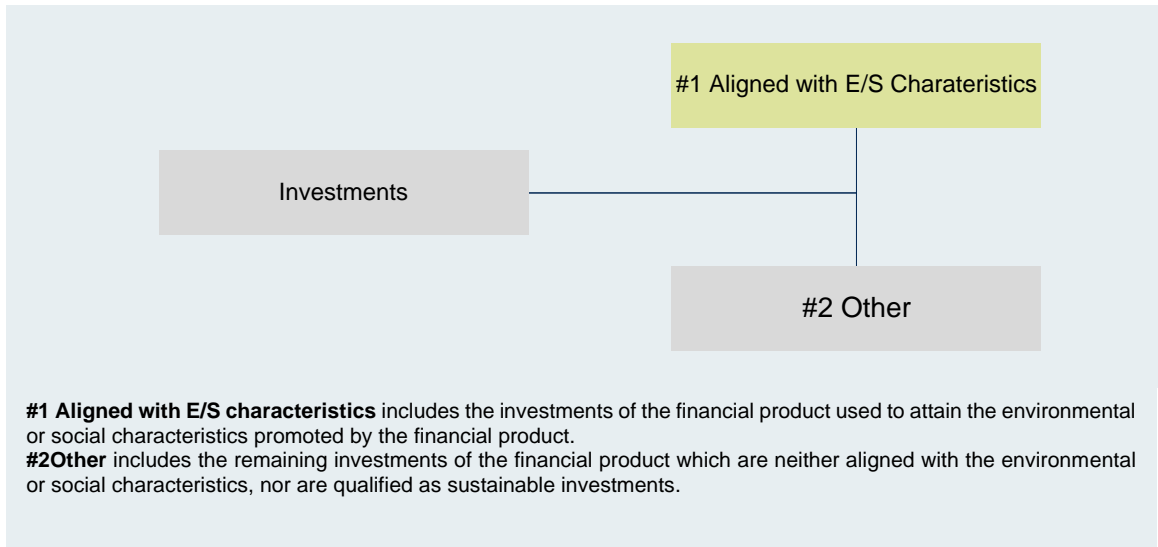 #1 Aligned with E/S Charateristics
Investments
#2 Other
#1 Aligned with E/S characteristics includes the investments of the financial product used to attain the environmental
or social characteristics promoted by the financial product.
#2Other includes the remaining investments of the financial product which are neither aligned with the environmental
or social characteristics, nor are qualified as sustainable investments.